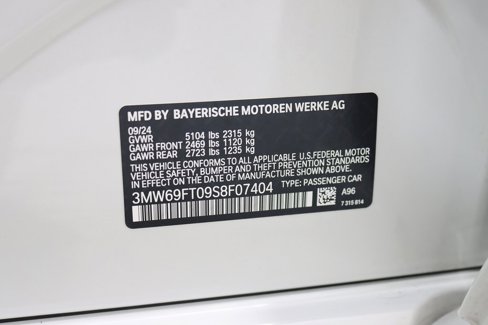 MFD BY BAYERISCHE MOTOREN WERKE AG
09/24
GVWR 5104 lbs 2315 kg
GAWR FRONT 2469 lbs 1120 kg
GAWR REAR 2723 lbs 1235 kg
THIS VEHICLE CONFORMS TO ALL APPLICABLE U.S.FEDERAL MOTOR
VEHICLE SAFETY, BUMPER, AND THEFT PREVENTION STANDARDS
IN EFFECT ON THE DATE OF MANUFACTURE SHOWN ABOVE.
3MW69FT09S8F07404 TYPE: PASSENGER CAR
A96
7 315 814